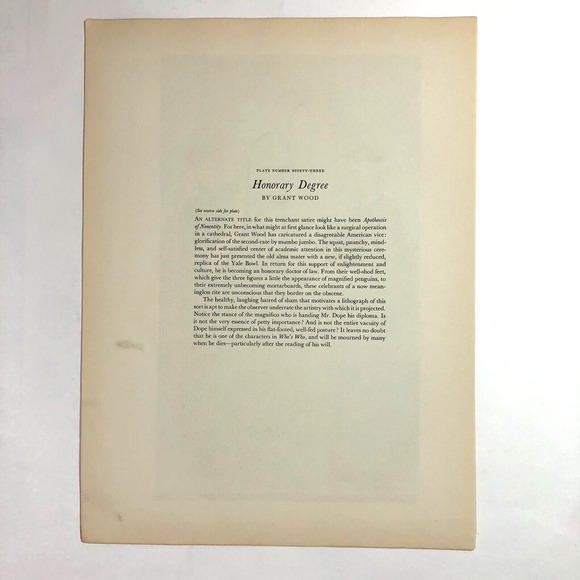 PLATE NUMBER NINETY-THREE
Honorary Degree
BY GRANT WOOD
(See reverse side for plate)
AN ALTERNATE TITLE for this trenchant satire might have been Apotheosis
of Nonentity. For here, in what might at first glance look like a surgical operation
in a cathedral, Grant Wood has caricatured a disagreeable American vice:
glorification of the second-rate by mumbo jumbo. The squat, paunchy, mind-
less, and self-satisfied center of academic attention in this mysterious cere-
mony has just presented the old alma mater with a new, if slightly reduced,
replica of the Yale Bowl. In return for this support of enlightenment and
culture, he is becoming an honorary doctor of law. From their well-shod feet,
which give the three figures a little the appearance of magnified penguins, to
their extremely unbecoming mortarboards, these celebrants of a now mean-
ingless rite are unconscious that they border on the obscene.
The healthy, laughing hatred of sham that motivates a lithograph of this
sort is apt to make the observer underrate the artistry with which it is projected.
Notice the stance of the magnifico who is handing Mr. Dope his diploma. Is
it not the very essence of petty importance? And is not the entire vacuity of
Dope himself expressed in his flat-footed, well-fed posture? It leaves no doubt
that he is one of the characters in Who's Who, and will be mourned by many
when he dies—particularly after the reading of his will.